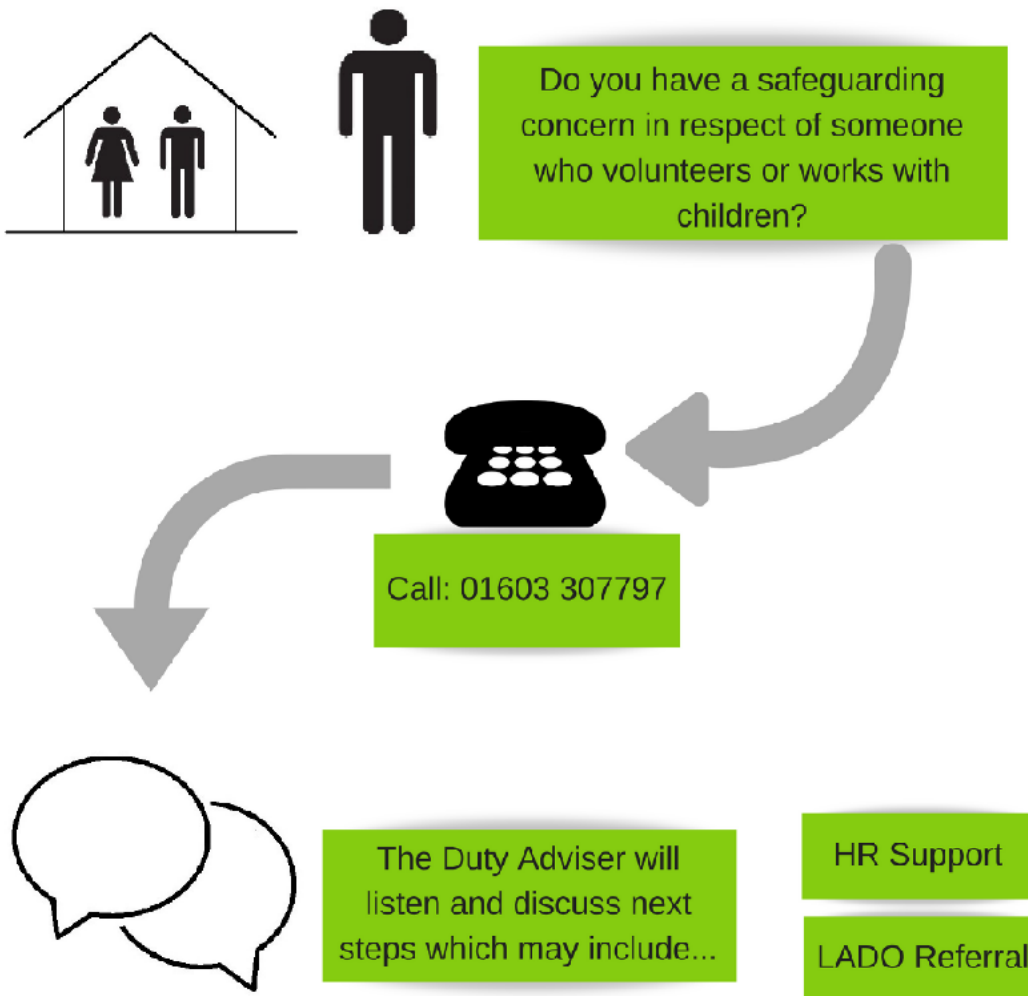 Do you have a safeguarding
concern in respect of someone
who volunteers or works with
children?
Call: 01603 307797
The Duty Adviser will
listen and discuss next
steps which may include...
HR Support
LADO Referral